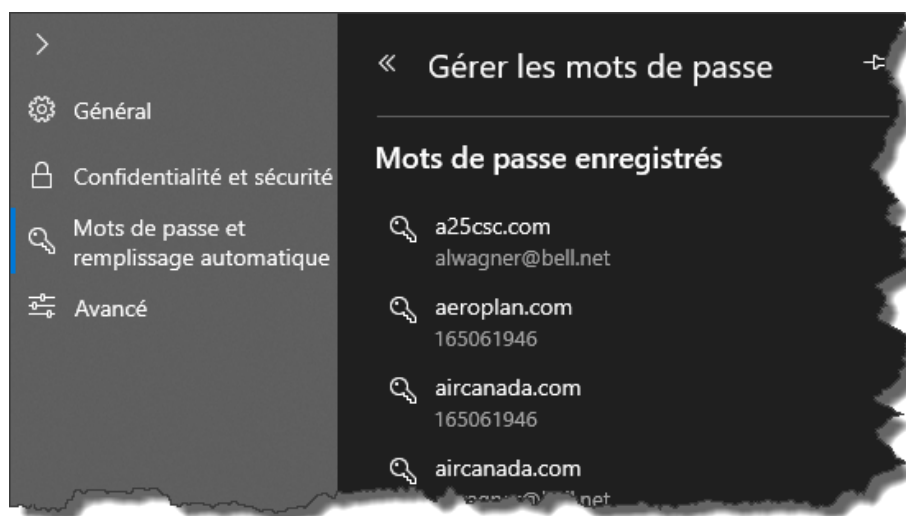 Général
Confidentialité et sécurité
Mots de passe et
remplissage automatique
Avancé
Gérer les mots de passe
Mots de passe enregistrés
a25csc.com
alwagner@bell.net
aeroplan.com
165061946
aircanada.com
165061946
aircanada.com